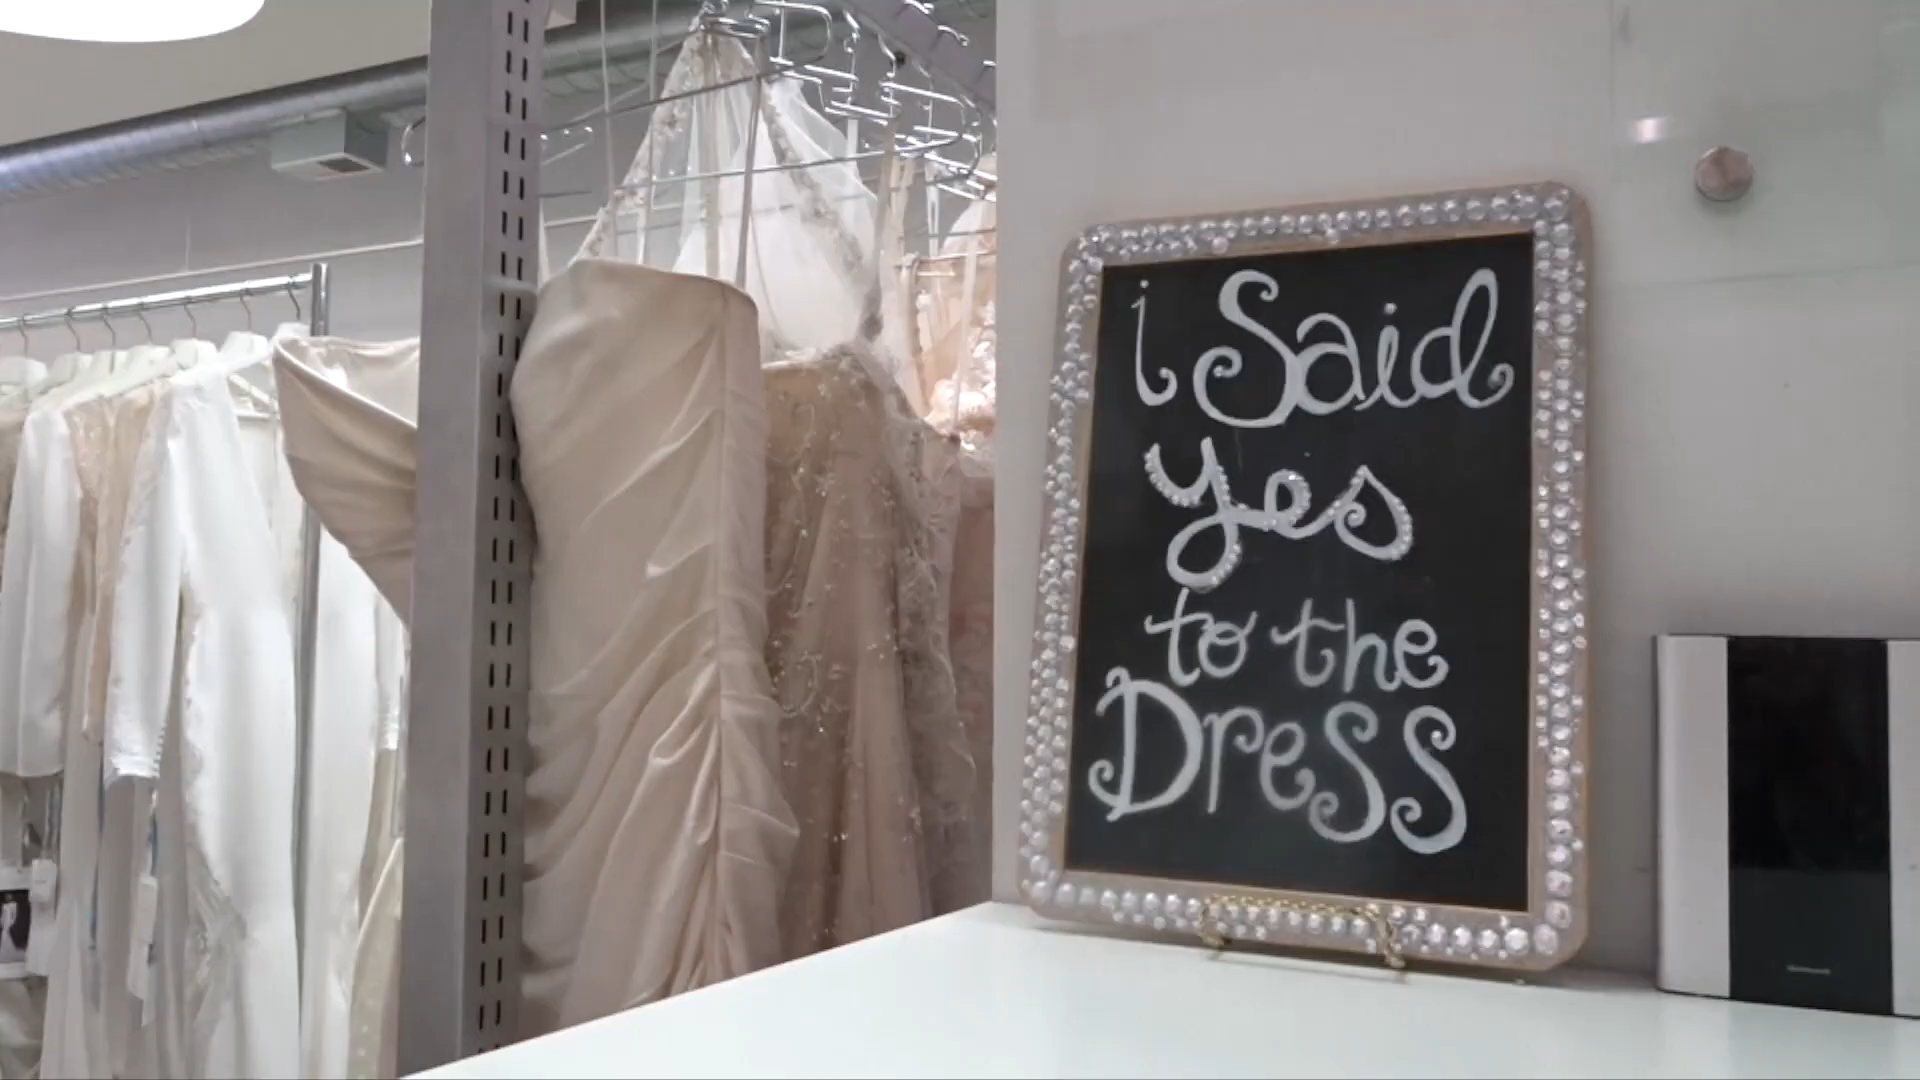 i Said
yes
to the
Dress